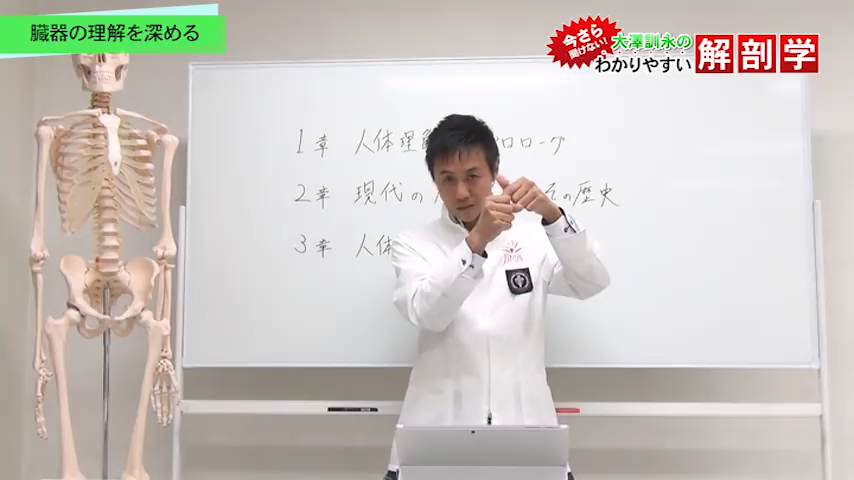 臓器の理解を深める
今さら
聞けない!
大澤訓永の
わかりやすい
解剖学
1章 人体理解 プロローグ
2章 現代の その歴史
3章 人体